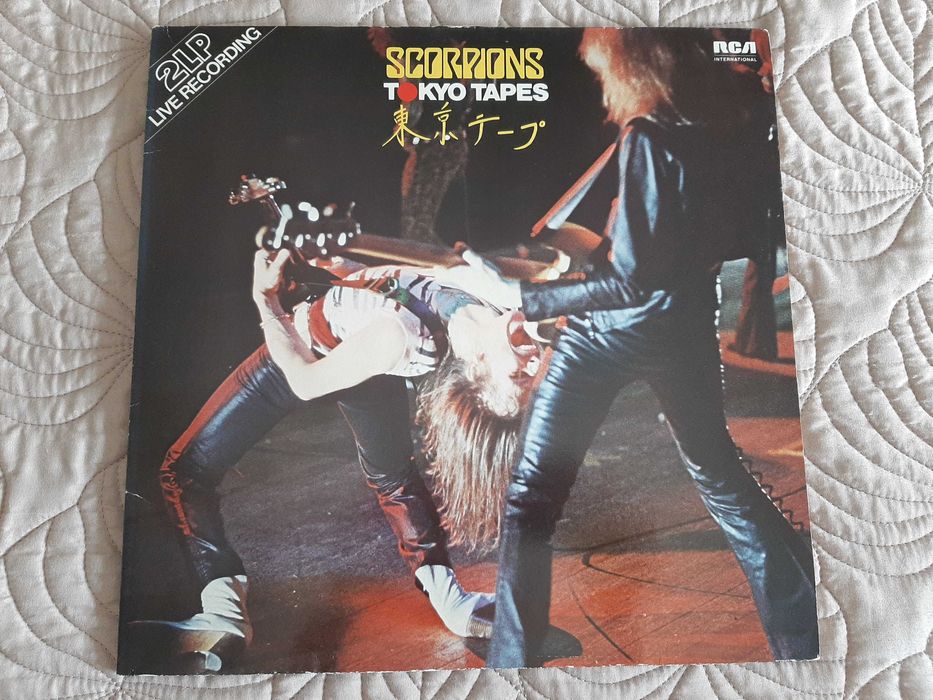 2LP
LIVE RECORDING
SCORPIONS
TOKYO TAPES
東京テープ
RCA
INTERNATIONAL